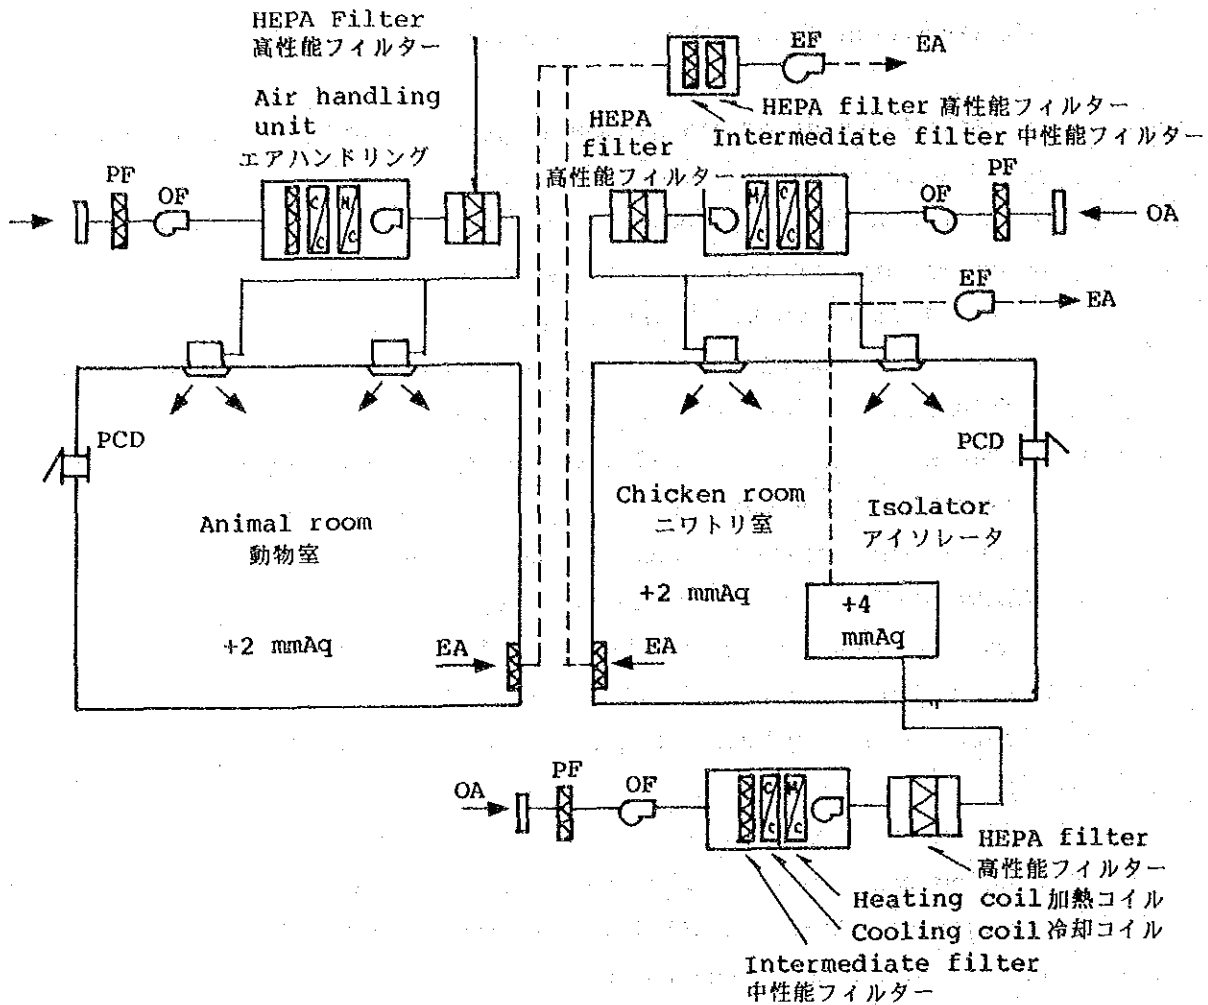 HEPA Filter
高性能フィルター
Air handling
unit
エアハンドリング
PF
OF
C/C
H/C
EF
EA
HEPA filter 高性能フィルター
Intermediate filter 中性能フィルター
HEPA
filter
高性能フィルター
H/C
C/C
OF
PF
OA
EF
EA
PCD
Animal room
動物室
+2 mmAq
EA
Chicken room
ニワトリ室
+2 mmAq
EA
PCD
Isolator
アイソレータ
+4
mmAq
OA
PF
OF
C/C
H/C
HEPA filter
高性能フィルター
Heating coil 加熱コイル
Cooling coil 冷却コイル
Intermediate filter
中性能フィルター